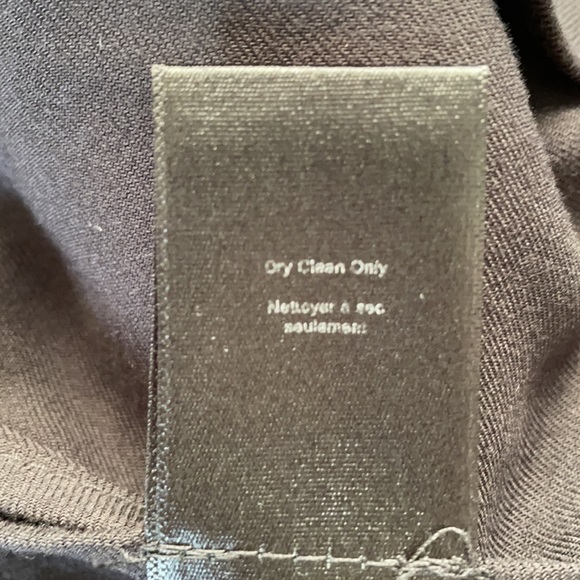 Dry Clean Only
Nettoyer à sec
seulement